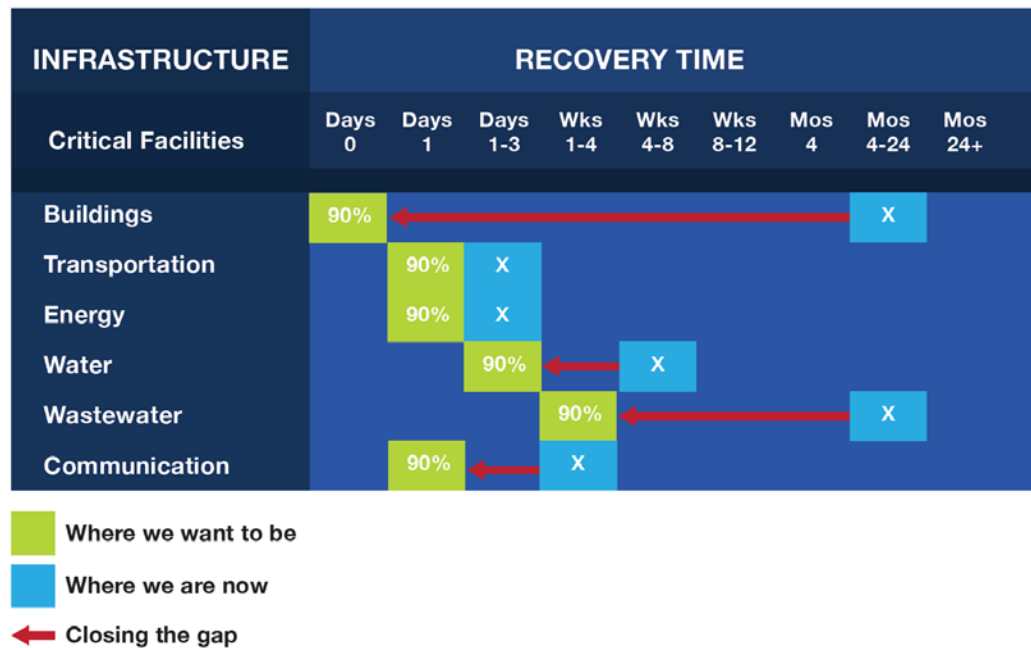 INFRASTRUCTURE RECOVERY TIME
Critical Facilities Days 0 Days 1 Days 1-3 Wks 1-4 Wks 4-8 Wks 8-12 Mos 4 Mos 4-24 Mos 24+
Buildings 90% X
Transportation 90% X
Energy 90% X
Water 90% X
Wastewater 90% X
Communication 90% X
Where we want to be
Where we are now
Closing the gap